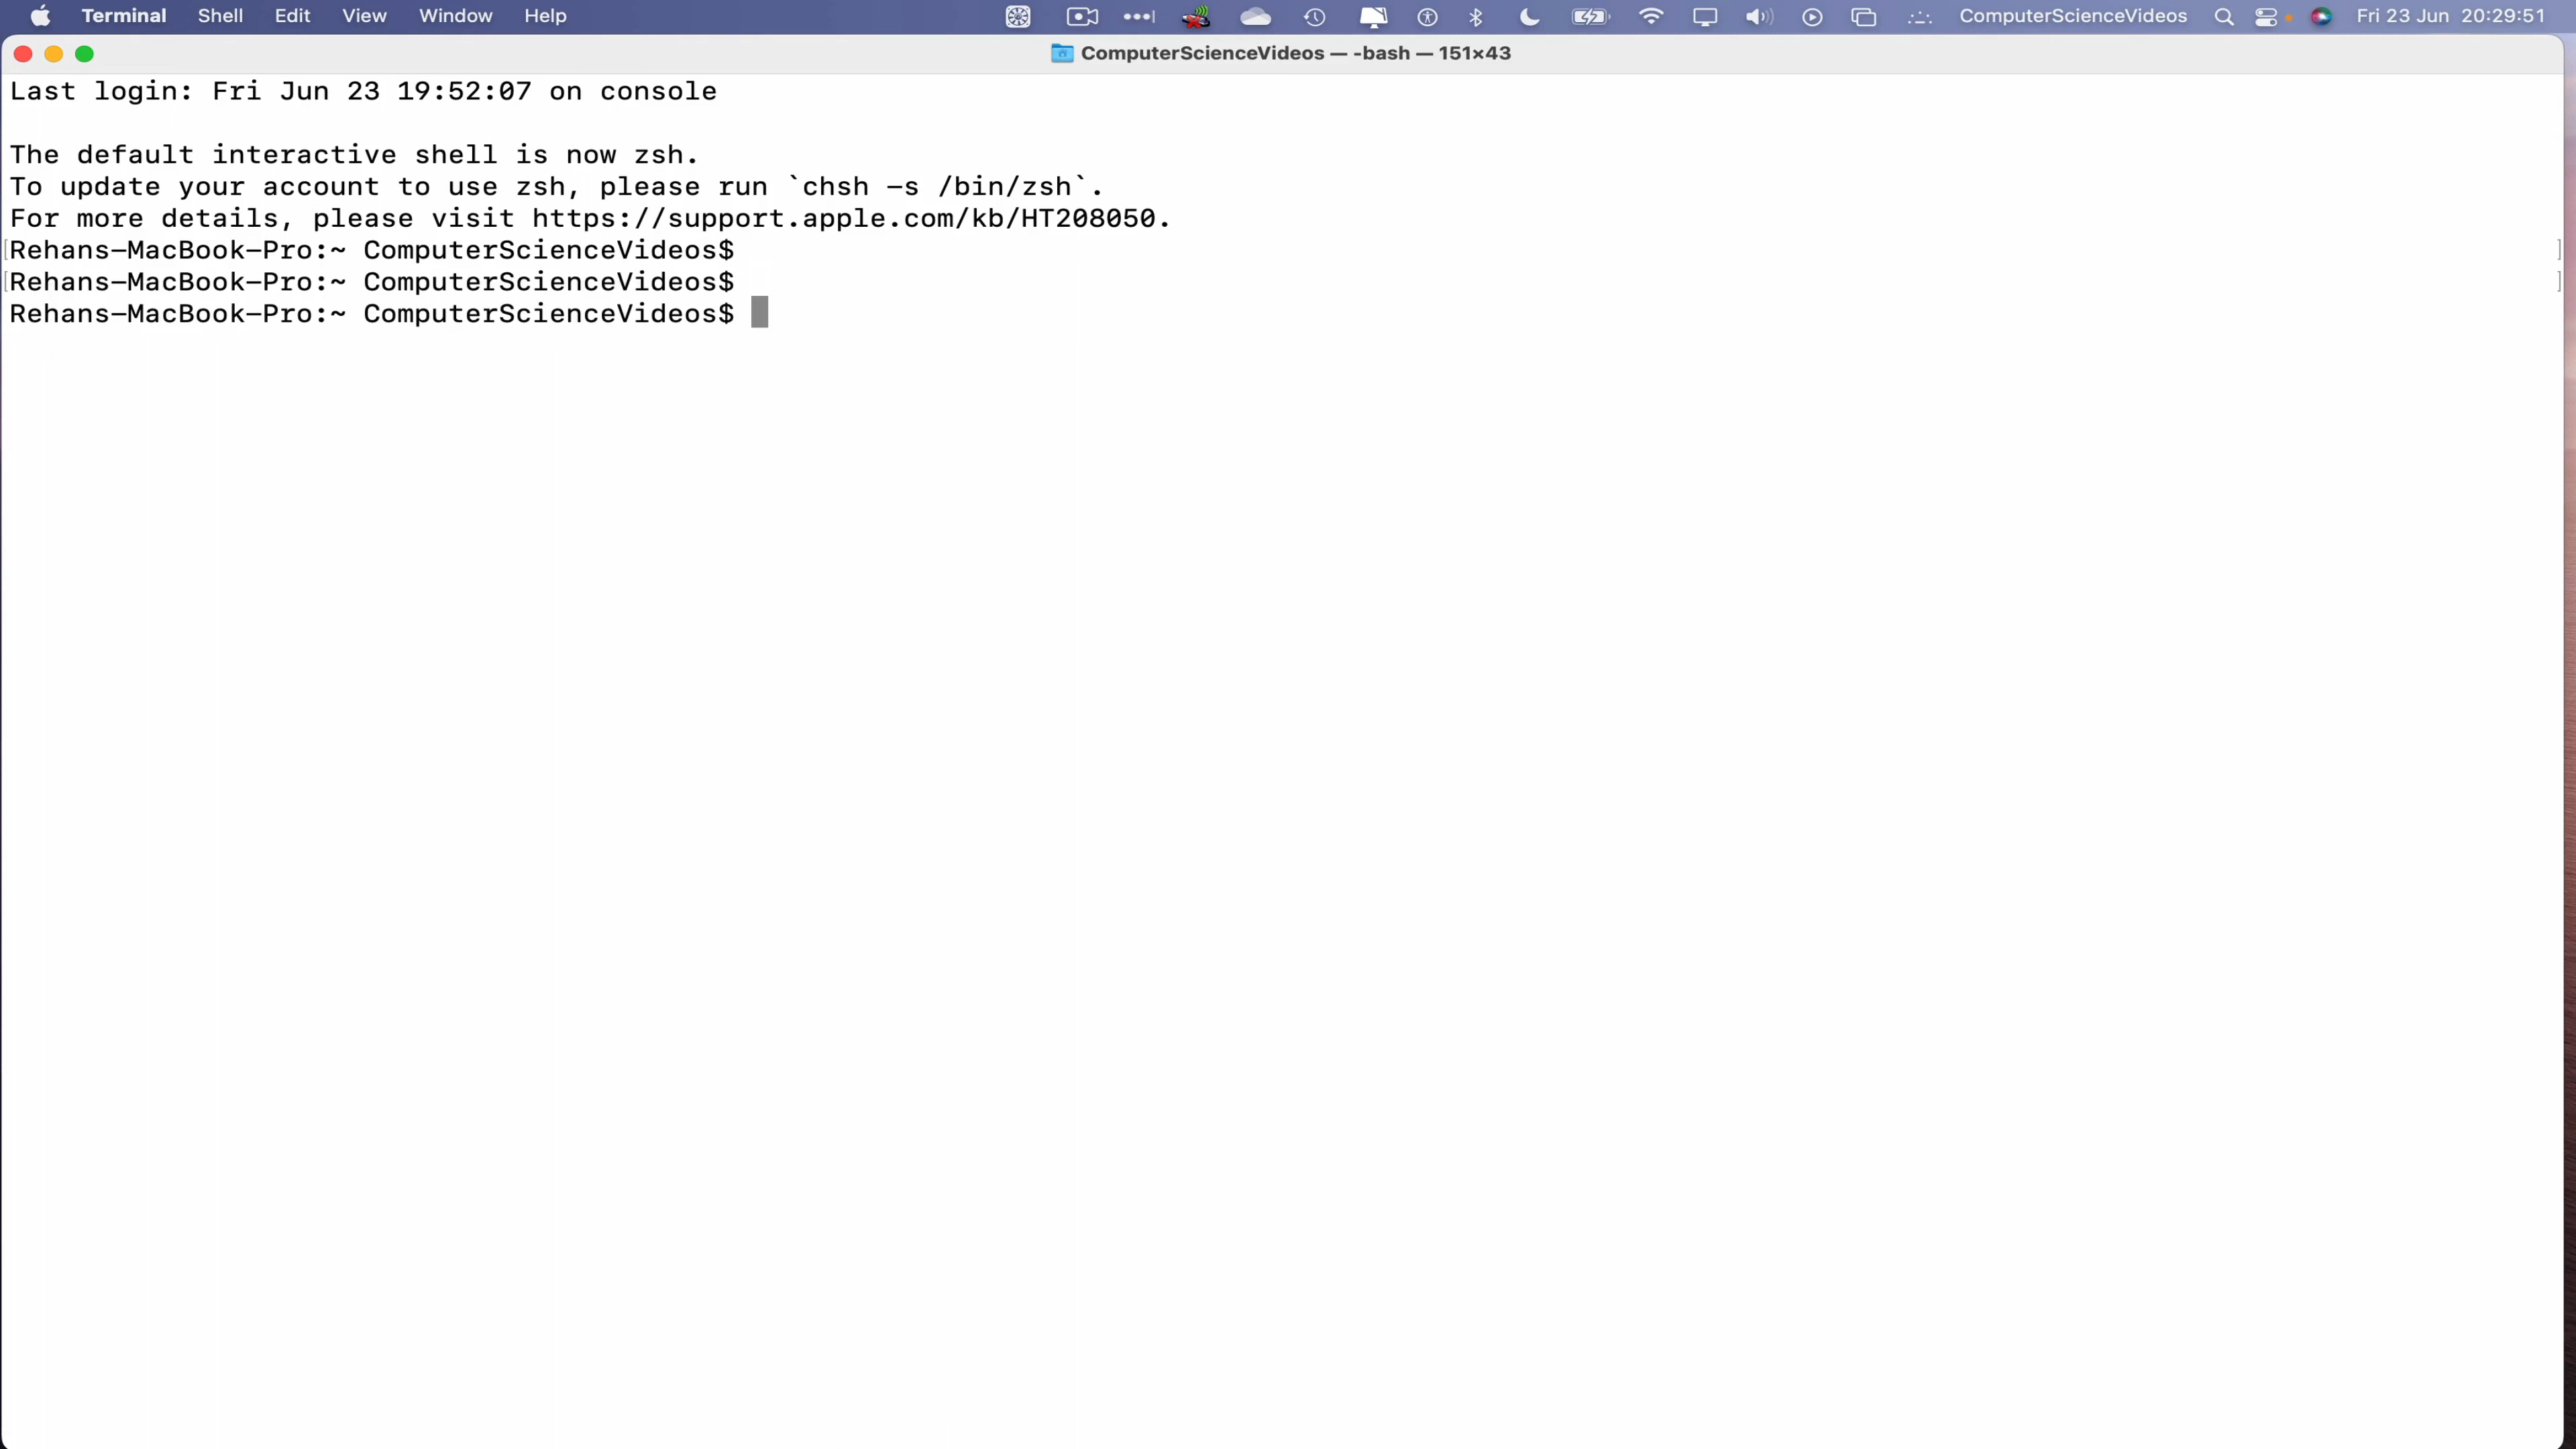 Terminal Shell Edit View Window Help ComputerScienceVideos Fri 23 Jun 20:29:51
ComputerScienceVideos — -bash — 151×43
Last login: Fri Jun 23 19:52:07 on console
The default interactive shell is now zsh.
To update your account to use zsh, please run `chsh -s /bin/zsh`.
For more details, please visit https://support.apple.com/kb/HT208050.
[Rehans-MacBook-Pro:~ ComputerScienceVideos$ ]
[Rehans-MacBook-Pro:~ ComputerScienceVideos$ ]
Rehans-MacBook-Pro:~ ComputerScienceVideos$